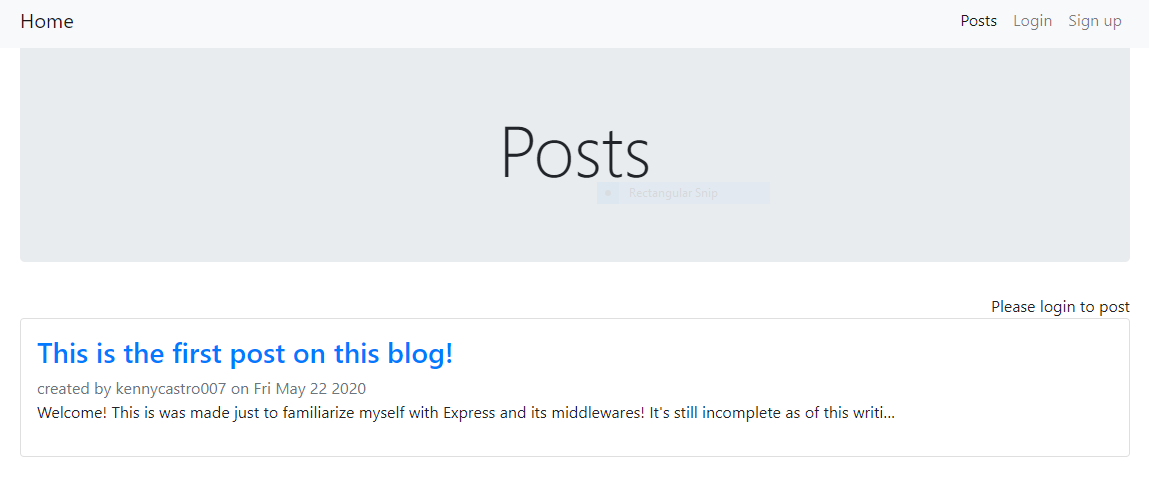 Home Posts Login Sign up
Posts
Rectangular Snip
Please login to post
This is the first post on this blog!
created by kennycastro007 on Fri May 22 2020
Welcome! This is was made just to familiarize myself with Express and its middlewares! It's still incomplete as of this writi...